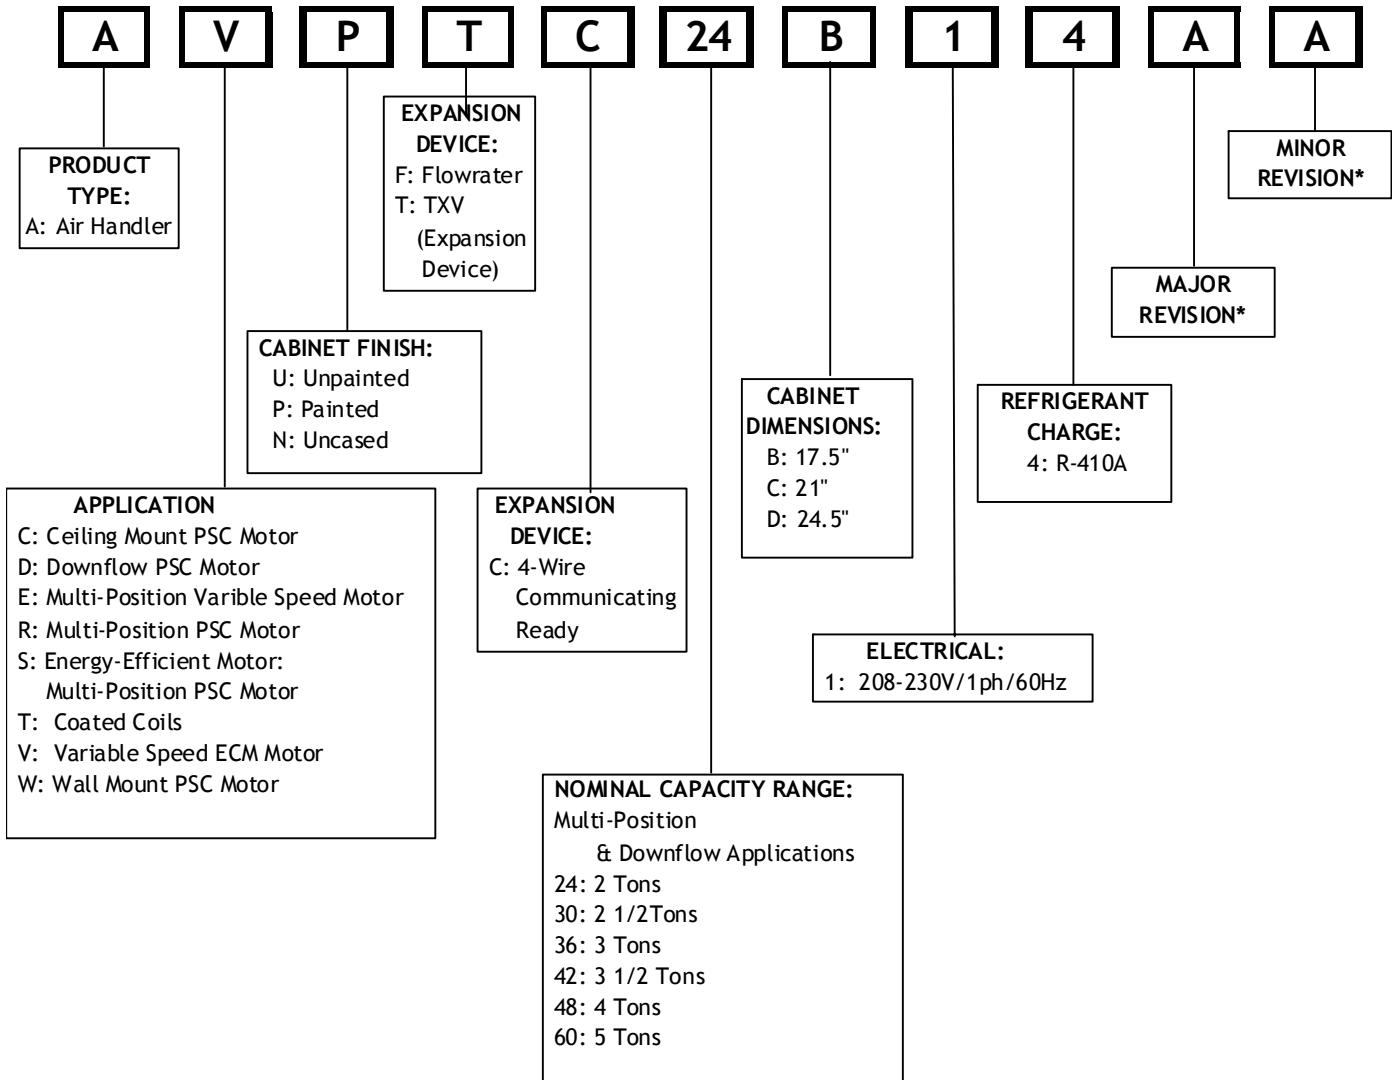 A V P T C 24 B 1 4 A A
PRODUCT
TYPE:
A: Air Handler
EXPANSION
DEVICE:
F: Flowrater
T: TXV
(Expansion
Device)
MINOR
REVISION*
MAJOR
REVISION*
CABINET FINISH:
U: Unpainted
P: Painted
N: Uncased
CABINET
DIMENSIONS:
B: 17.5"
C: 21"
D: 24.5"
REFRIGERANT
CHARGE:
4: R-410A
APPLICATION
C: Ceiling Mount PSC Motor
D: Downflow PSC Motor
E: Multi-Position Varible Speed Motor
R: Multi-Position PSC Motor
S: Energy-Efficient Motor:
Multi-Position PSC Motor
T: Coated Coils
V: Variable Speed ECM Motor
W: Wall Mount PSC Motor
EXPANSION
DEVICE:
C: 4-Wire
Communicating
Ready
ELECTRICAL:
1: 208-230V/1ph/60Hz
NOMINAL CAPACITY RANGE:
Multi-Position
& Downflow Applications
24: 2 Tons
30: 2 1/2Tons
36: 3 Tons
42: 3 1/2 Tons
48: 4 Tons
60: 5 Tons